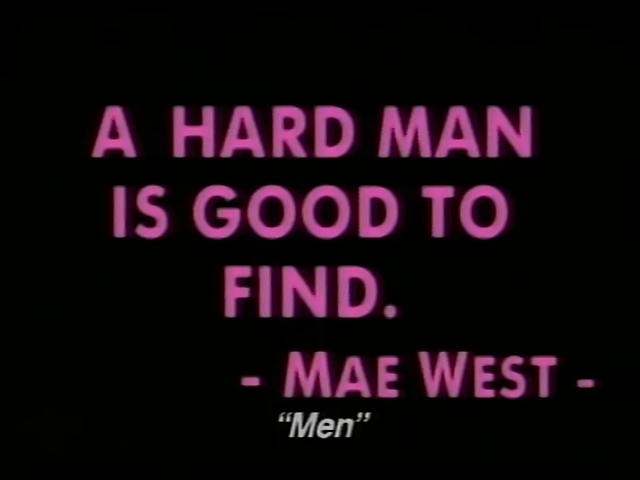 A HARD MAN
IS GOOD TO
FIND.
- MAE WEST -
“Men”